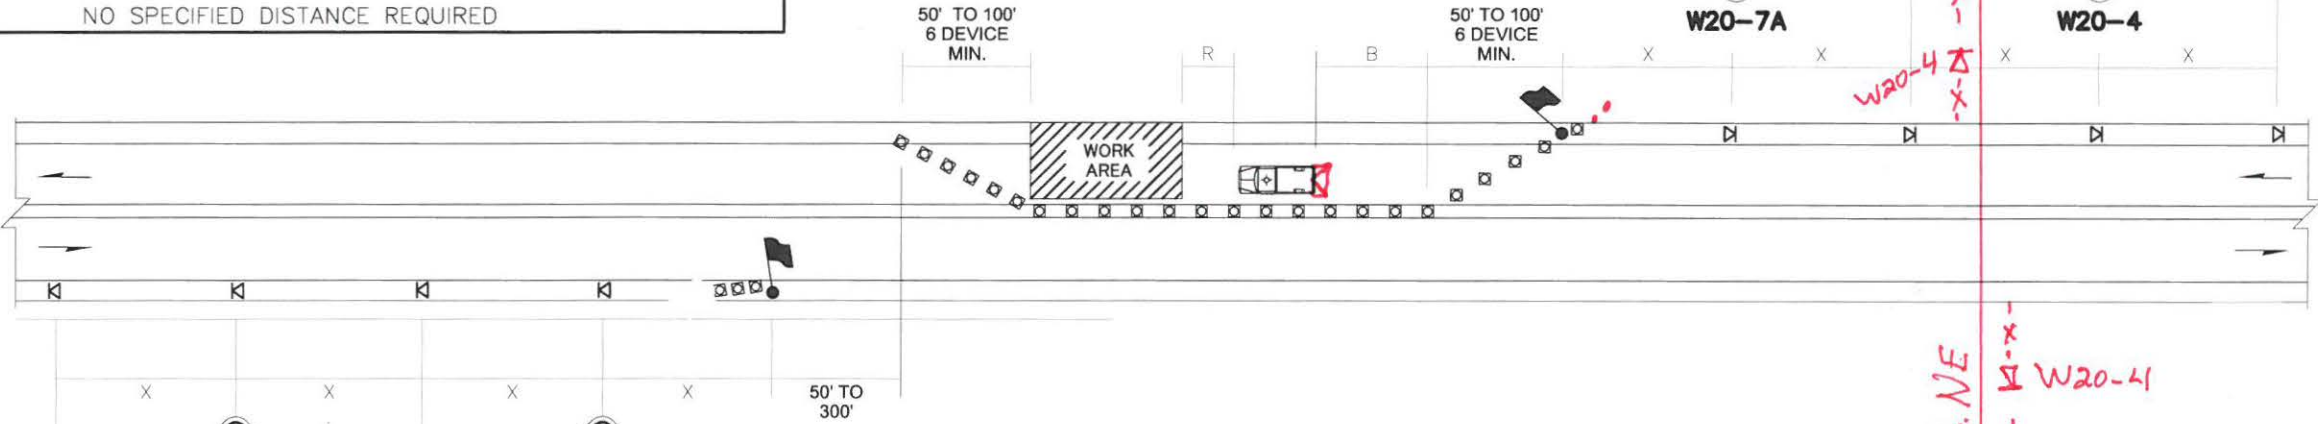 NO SPECIFIED DISTANCE REQUIRED
50' TO 100'
6 DEVICE
MIN.
R
B
50' TO 100'
6 DEVICE
MIN.
X
W20-7A
X
W20-4
X
X
W20-4
X
WORK
AREA
X
X
X
X
50' TO
300'
NE
X
W20-4